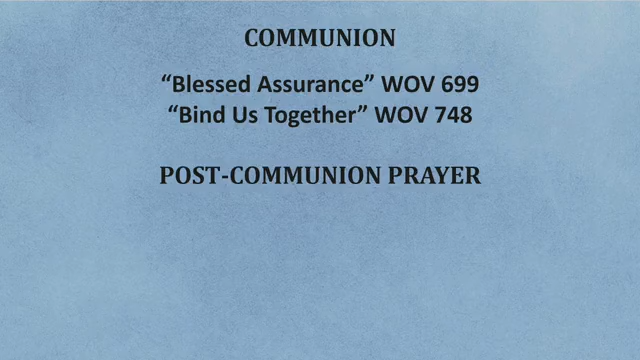 COMMUNION
“Blessed Assurance” WOV 699
“Bind Us Together” WOV 748
POST-COMMUNION PRAYER